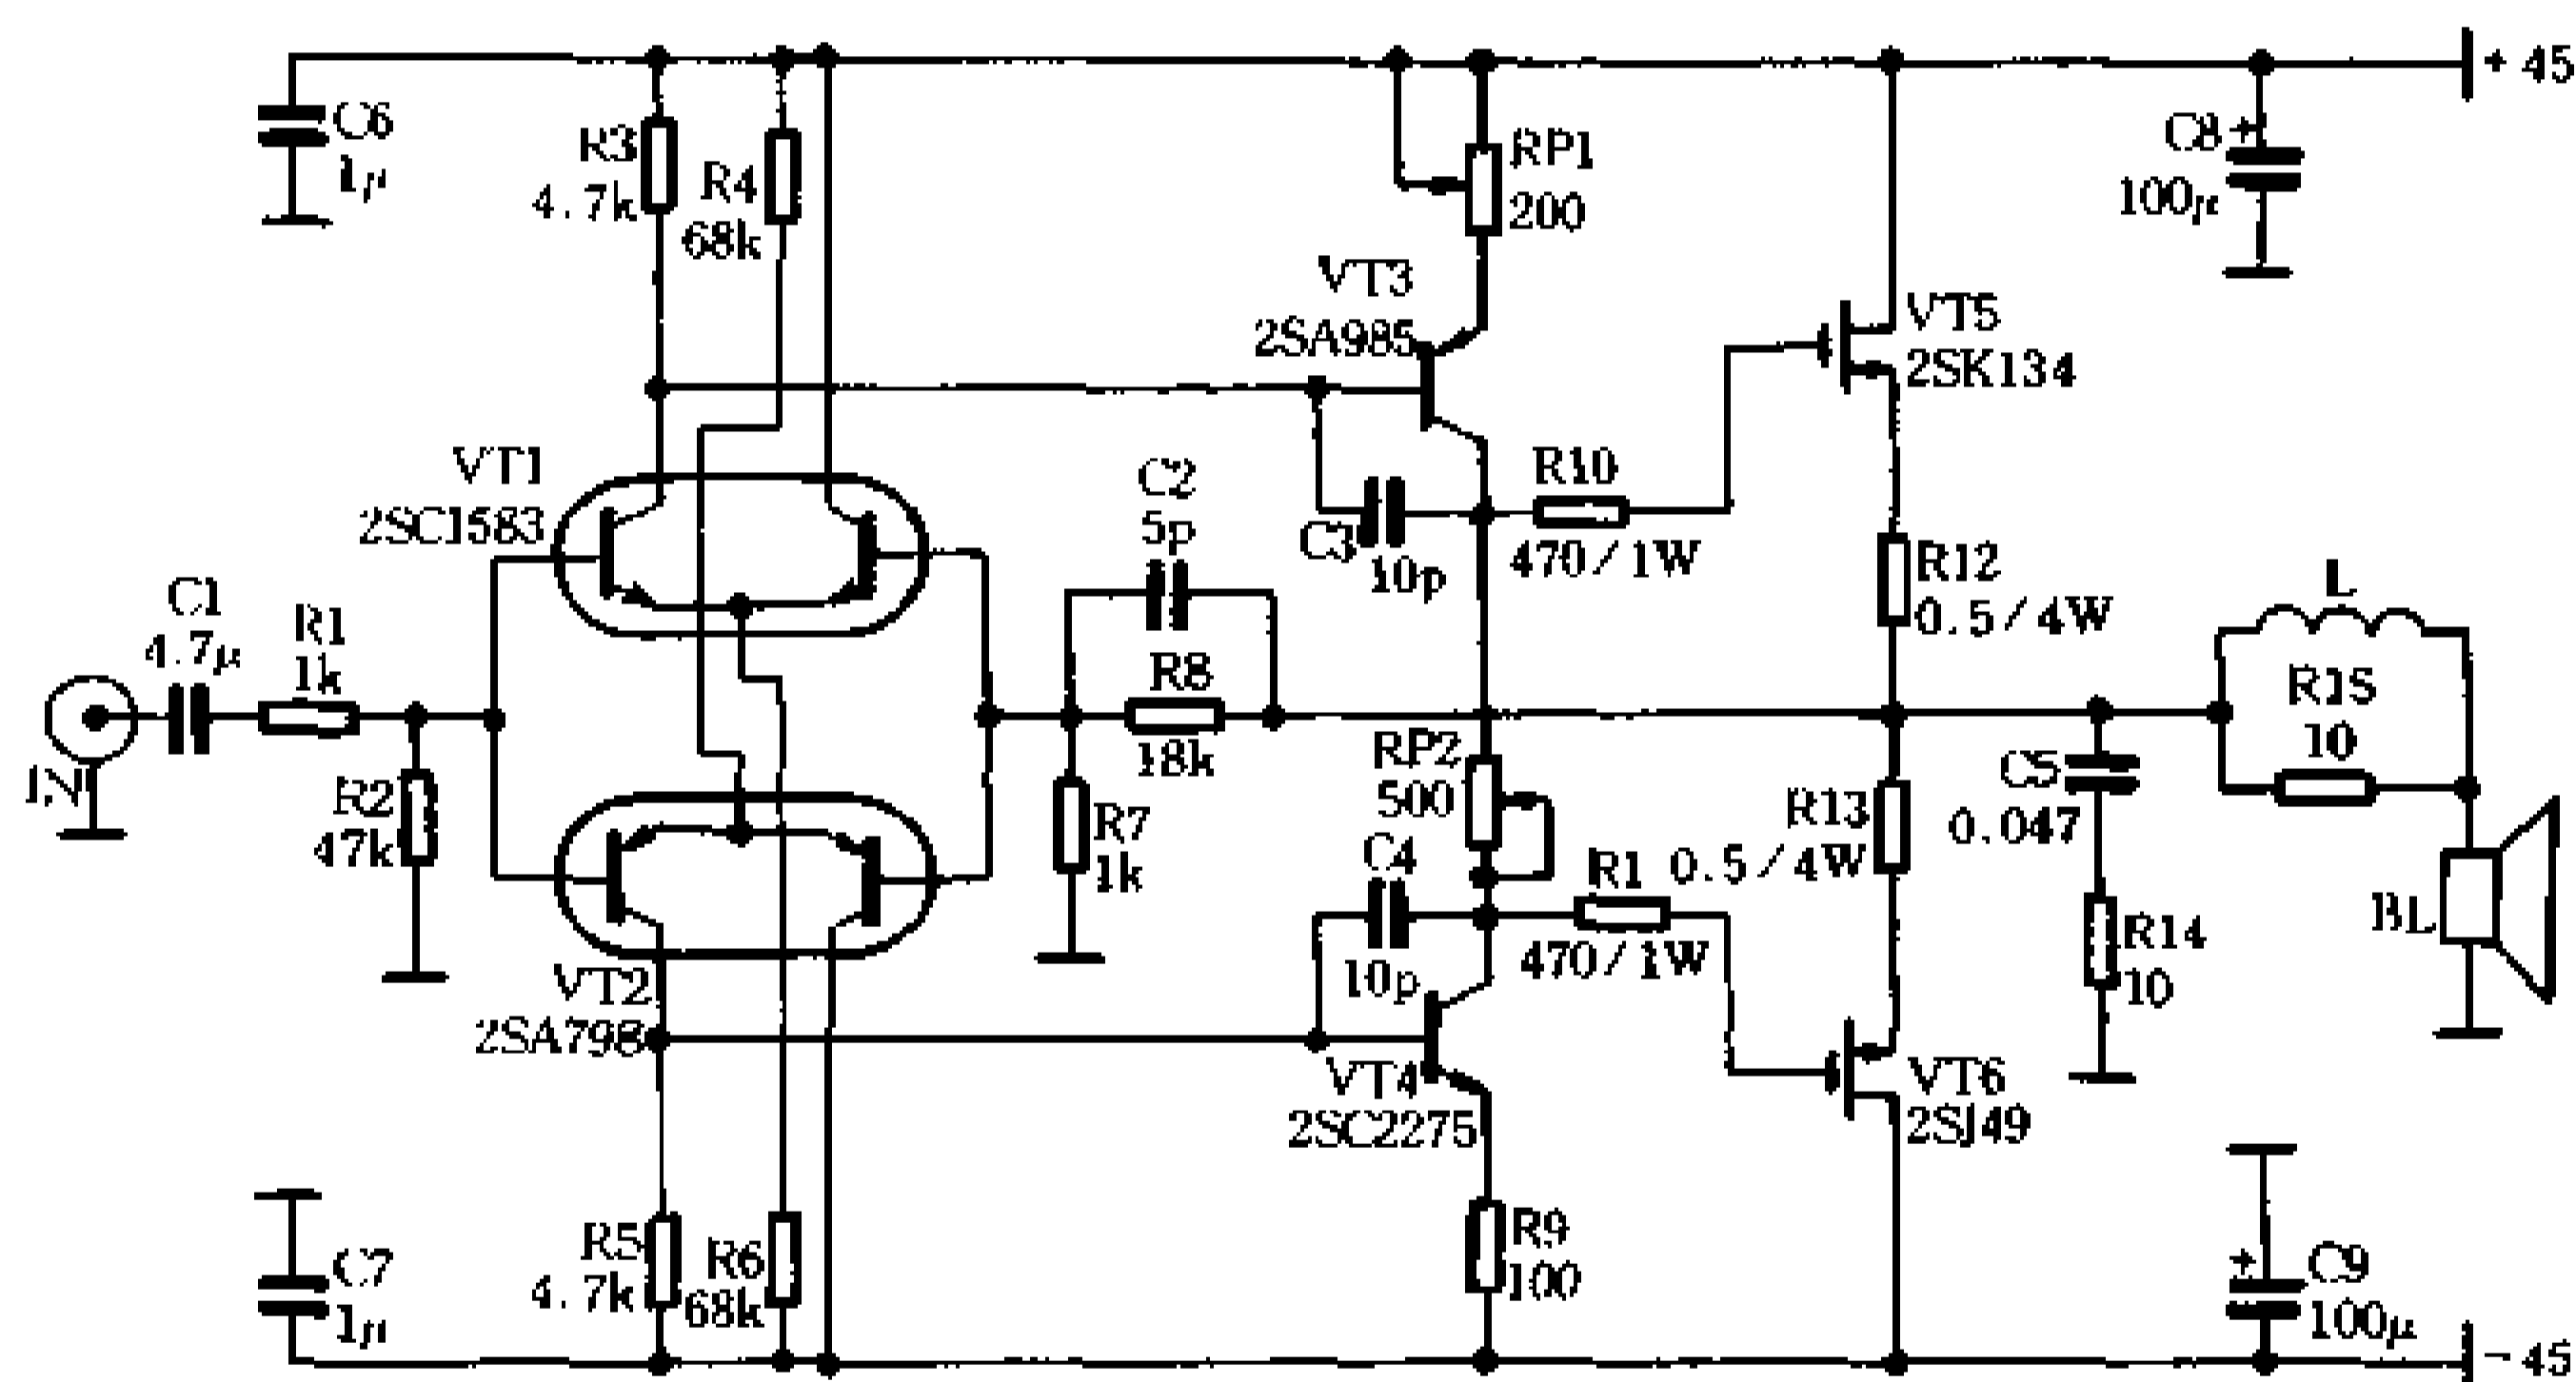 + 45
C6
1μ
R3
4.7k
R4
68k
RP1
200
C8 +
100μ
VT3
2SA985
VT5
2SK134
VT1
2SC1583
C2
5p
C3
10p
R10
470/1W
R12
0.5/4W
L
C1
4.7μ
R1
1k
R8
18k
R1S
10
IN
R2
47k
R7
1k
RP2
500
C4
10p
R1
470/1W
R13
0.5/4W
C5
0.047
R14
10
BL
VT2
2SA798
VT4
2SC2275
VT6
2SJ49
C7
1μ
R5
4.7k
R6
68k
R9
100
+ C9
100μ
- 45